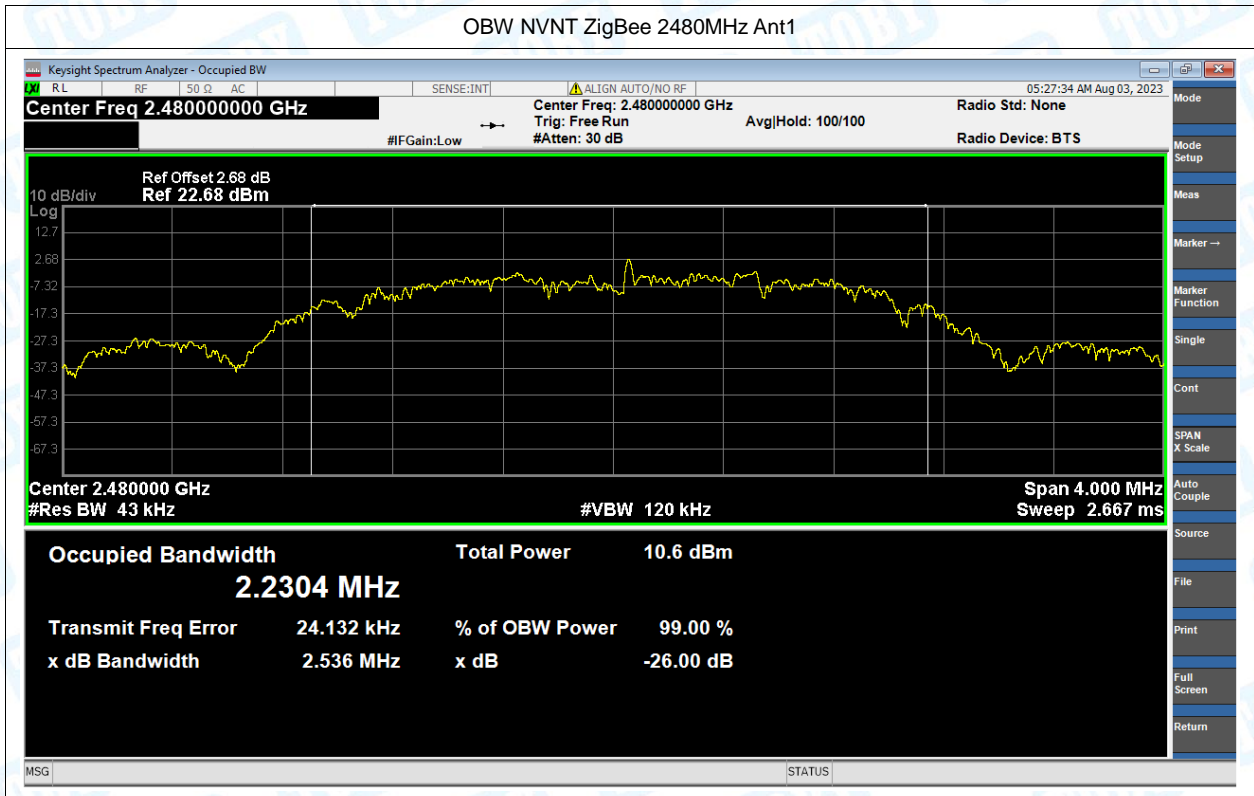 OBW NVNT ZigBee 2480MHz Ant1
Keysight Spectrum Analyzer - Occupied BW
LXI RL RF 50 Ω AC SENSE:INT ALIGN AUTO/NO RF 05:27:34 AM Aug 03, 2023
Center Freq 2.480000000 GHz
Center Freq: 2.480000000 GHz
Radio Std: None
Trig: Free Run
Avg|Hold: 100/100
#IFGain:Low
#Atten: 30 dB
Radio Device: BTS
Ref Offset 2.68 dB
10 dB/div Ref 22.68 dBm
Log
12.7
2.68
-7.32
-17.3
-27.3
-37.3
-47.3
-57.3
-67.3
Center 2.480000 GHz Span 4.000 MHz
#Res BW 43 kHz #VBW 120 kHz Sweep 2.667 ms
Occupied Bandwidth Total Power 10.6 dBm
2.2304 MHz
Transmit Freq Error 24.132 kHz % of OBW Power 99.00 %
x dB Bandwidth 2.536 MHz x dB -26.00 dB
MSG STATUS
Mode
Mode
Setup
Meas
Marker→
Marker
Function
Single
Cont
SPAN
X Scale
Auto
Couple
Source
File
Print
Full
Screen
Return
TOBY